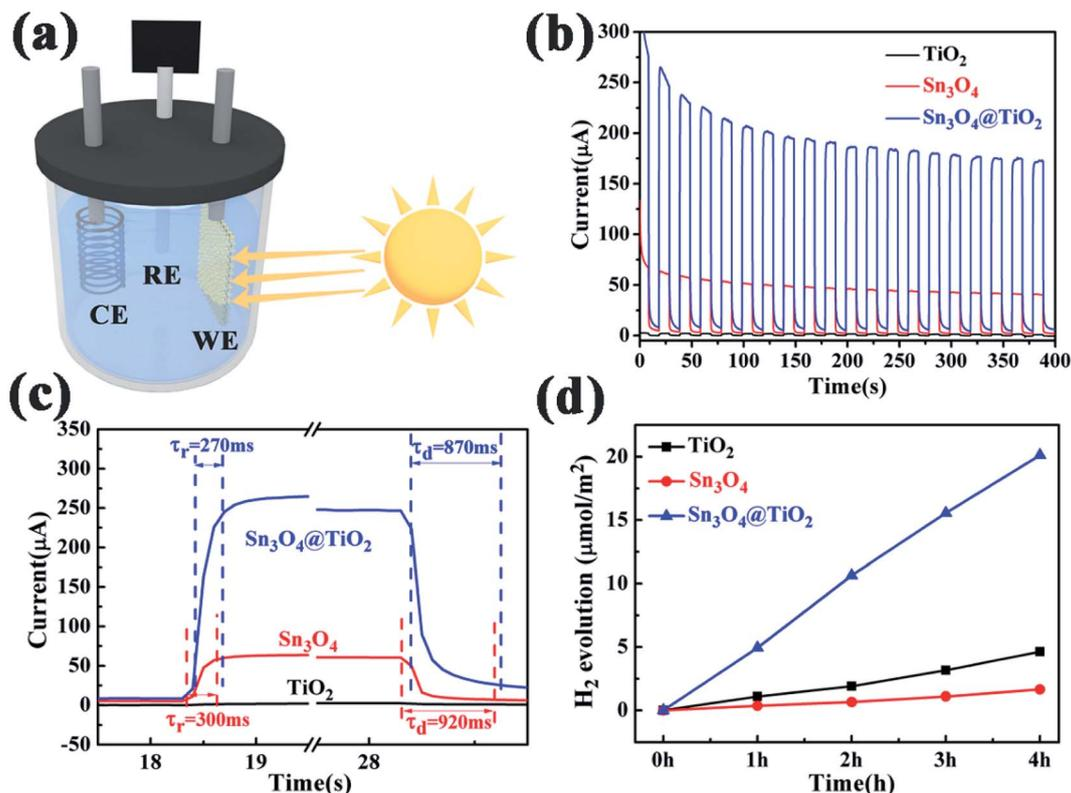 (a)
RE
CE
WE
(b)
300
250
200
150
100
50
0
Current(μA)
TiO₂
Sn₃O₄
Sn₃O₄@TiO₂
0 50 100 150 200 250 300 350 400
Time(s)
(c)
350
300
250
200
150
100
50
0
-50
Current(μA)
τᵣ=270ms
τd=870ms
Sn₃O₄@TiO₂
Sn₃O₄
TiO₂
τᵣ=300ms
τd=920ms
18 19 28
Time(s)
(d)
20
15
10
5
0
H₂ evolution (μmol/m²)
TiO₂
Sn₃O₄
Sn₃O₄@TiO₂
0h 1h 2h 3h 4h
Time(h)